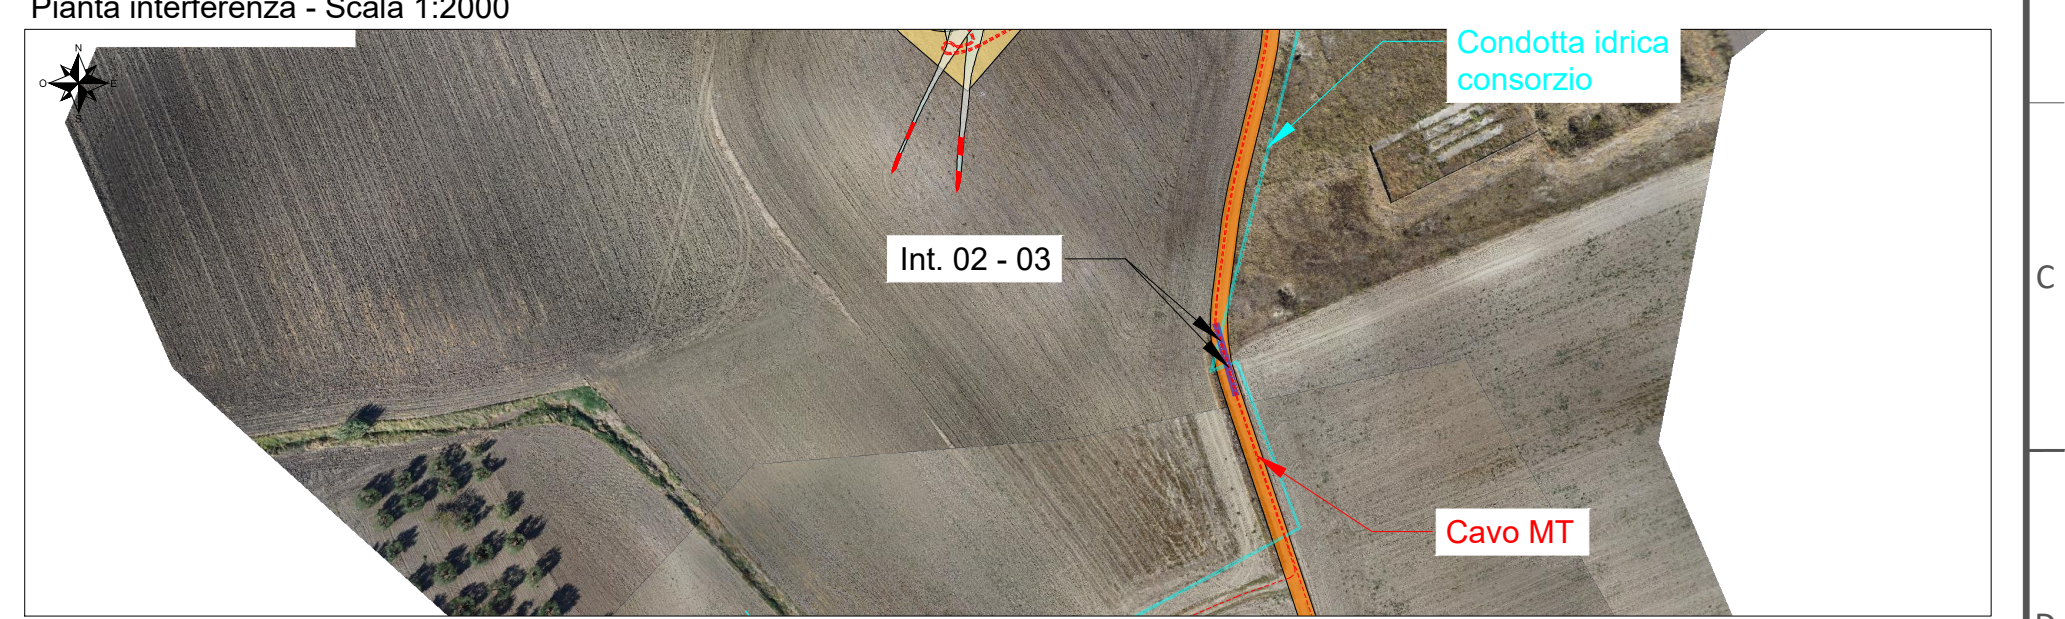 Pianta interferenza - Scala 1:2000
N
O
E
S
Condotta idrica
consorzio
Int. 02 - 03
C
Cavo MT